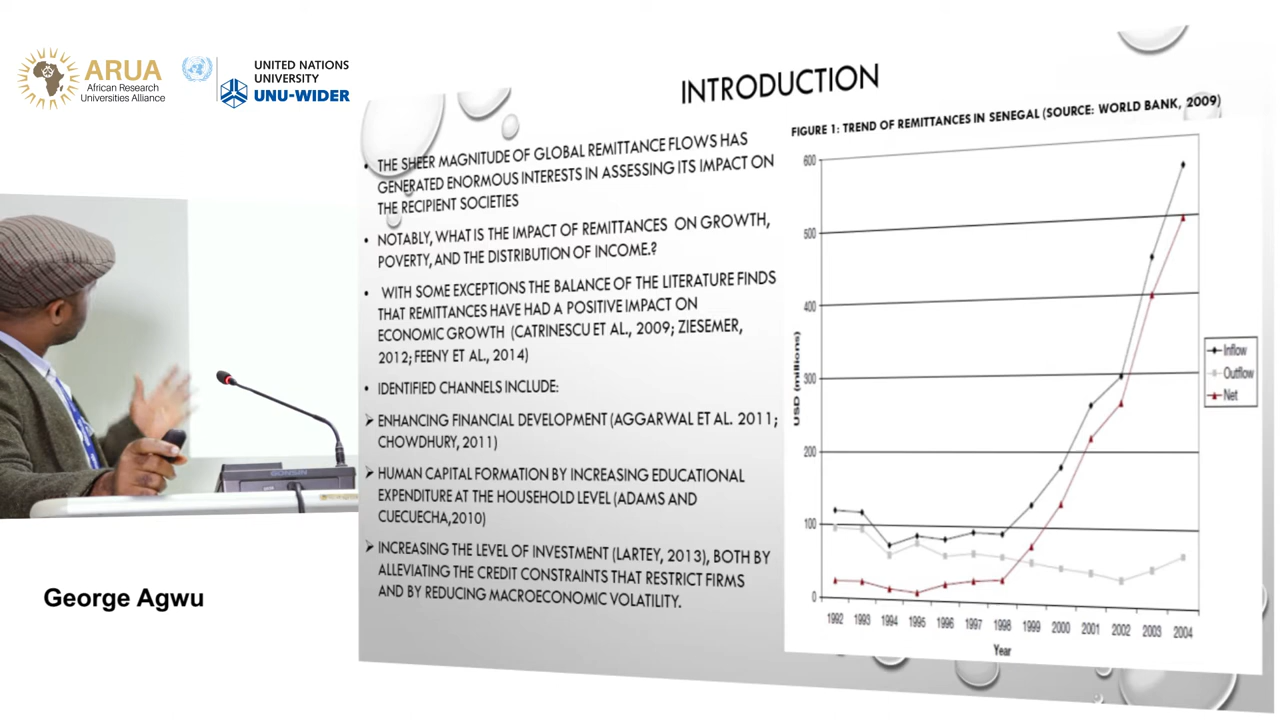 ARUA
African Research
Universities Alliance
UNITED NATIONS
UNIVERSITY
UNU-WIDER
INTRODUCTION
• THE SHEER MAGNITUDE OF GLOBAL REMITTANCE FLOWS HAS
GENERATED ENORMOUS INTERESTS IN ASSESSING ITS IMPACT ON
THE RECIPIENT SOCIETIES
• NOTABLY, WHAT IS THE IMPACT OF REMITTANCES ON GROWTH,
POVERTY, AND THE DISTRIBUTION OF INCOME.?
• WITH SOME EXCEPTIONS THE BALANCE OF THE LITERATURE FINDS
THAT REMITTANCES HAVE HAD A POSITIVE IMPACT ON
ECONOMIC GROWTH (CATRINESCU ET AL., 2009; ZIESEMER,
2012; FEENY ET AL., 2014)
• IDENTIFIED CHANNELS INCLUDE:
➢ ENHANCING FINANCIAL DEVELOPMENT (AGGARWAL ET AL. 2011;
CHOWDHURY, 2011)
➢ HUMAN CAPITAL FORMATION BY INCREASING EDUCATIONAL
EXPENDITURE AT THE HOUSEHOLD LEVEL (ADAMS AND
CUECUECHA,2010)
➢ INCREASING THE LEVEL OF INVESTMENT (LARTEY, 2013), BOTH BY
ALLEVIATING THE CREDIT CONSTRAINTS THAT RESTRICT FIRMS
AND BY REDUCING MACROECONOMIC VOLATILITY.
FIGURE 1: TREND OF REMITTANCES IN SENEGAL (SOURCE: WORLD BANK, 2009)
600
500
400
300
200
100
0
USD (millions)
1992 1993 1994 1995 1996 1997 1998 1999 2000 2001 2002 2003 2004
Year
Inflow
Outflow
Net
GONSIN
George Agwu